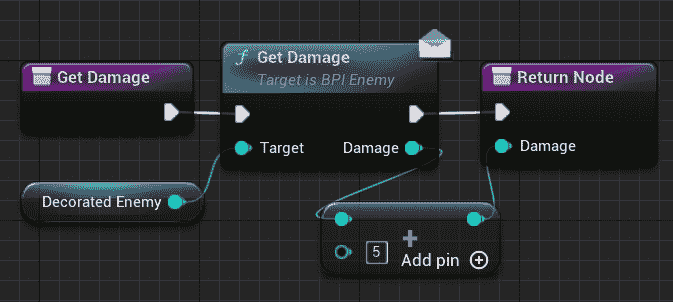 Get Damage
f Get Damage
Target is BPI Enemy
Return Node
Target
Damage
Damage
Decorated Enemy
5
+
Add pin +